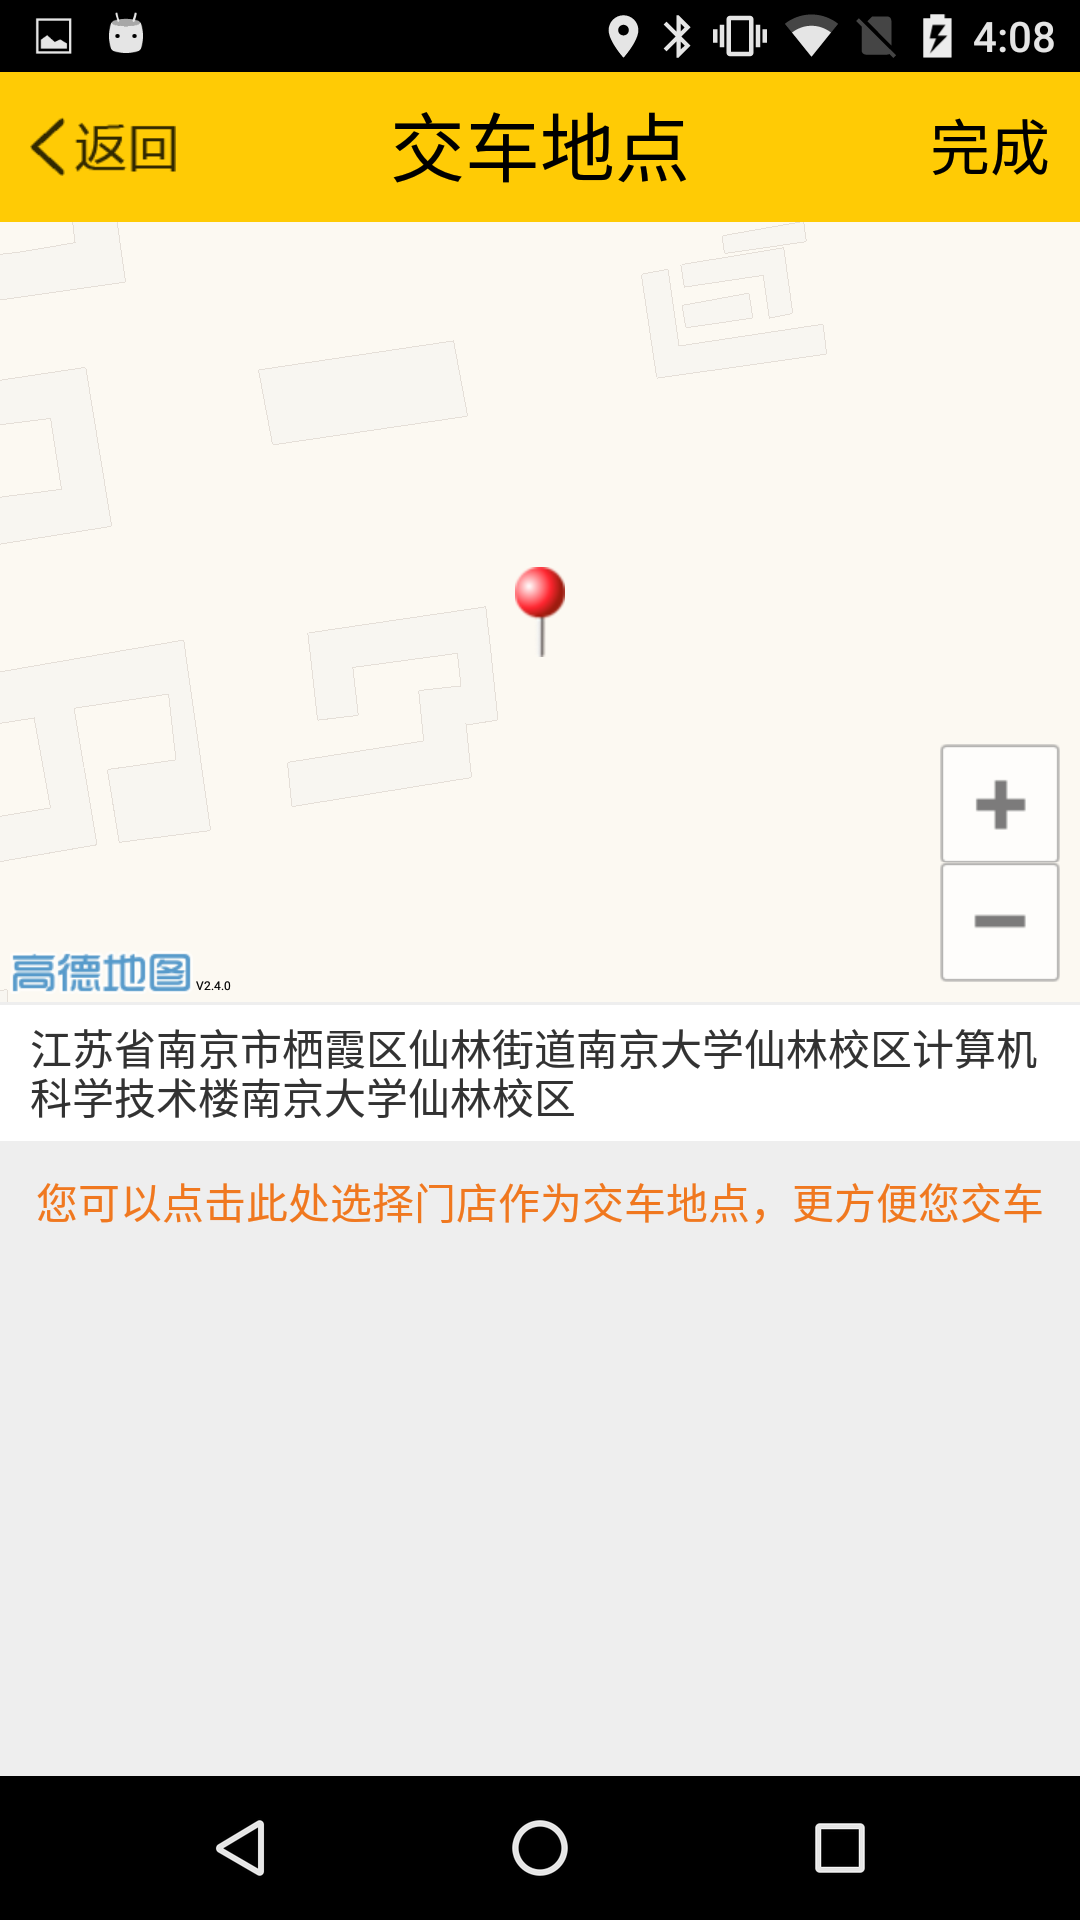 4:08
返回
交车地点
完成
高德地图 V2.4.0
江苏省南京市栖霞区仙林街道南京大学仙林校区计算机
科学技术楼南京大学仙林校区
您可以点击此处选择门店作为交车地点，更方便您交车